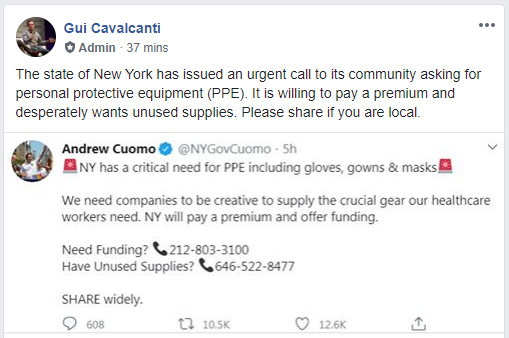 Gui Cavalcanti
Admin · 37 mins
The state of New York has issued an urgent call to its community asking for
personal protective equipment (PPE). It is willing to pay a premium and
desperately wants unused supplies. Please share if you are local.
Andrew Cuomo @NYGovCuomo · 5h
🚨NY has a critical need for PPE including gloves, gowns & masks🚨
We need companies to be creative to supply the crucial gear our healthcare
workers need. NY will pay a premium and offer funding.
Need Funding? 📞212-803-3100
Have Unused Supplies? 📞646-522-8477
SHARE widely.
608 10.5K 12.6K